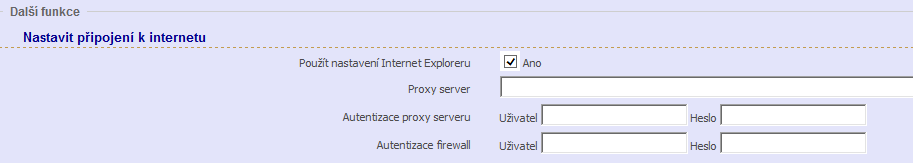 Další funkce
Nastavit připojení k internetu
Použít nastavení Internet Exploreru Ano
Proxy server
Autentizace proxy serveru Uživatel Heslo
Autentizace firewall Uživatel Heslo